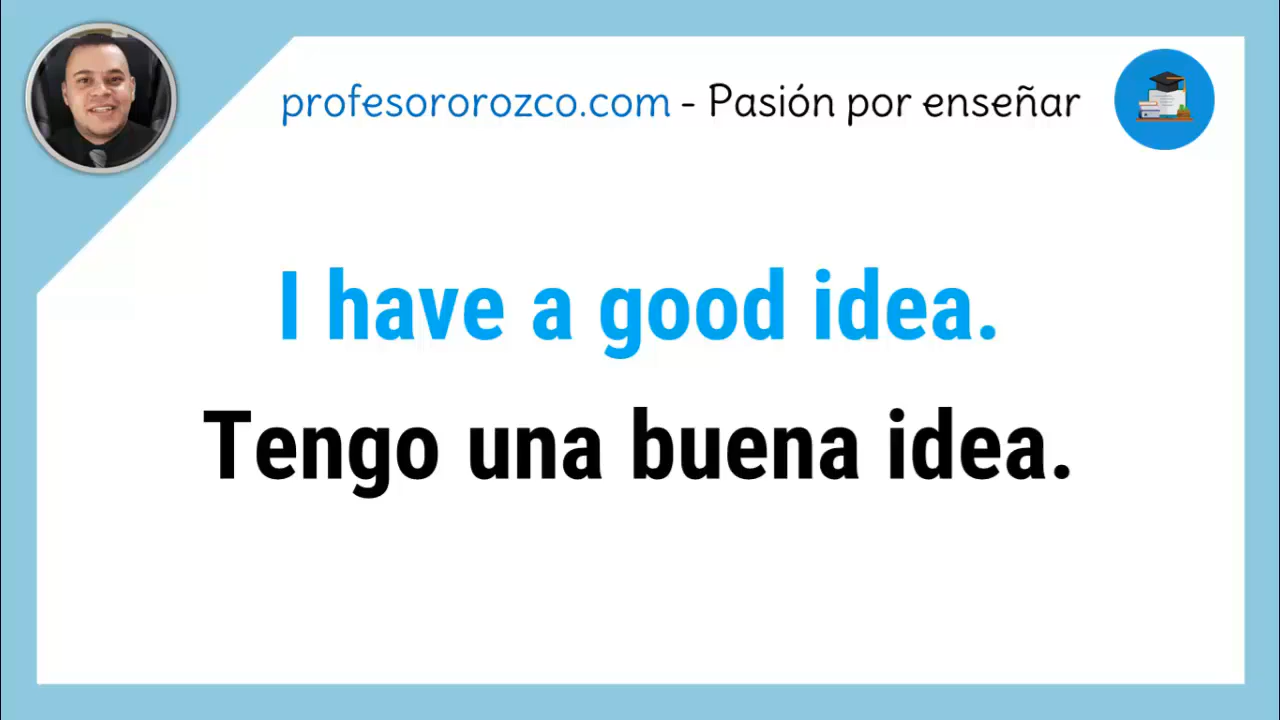 profesororozco.com - Pasión por enseñar
I have a good idea.
Tengo una buena idea.